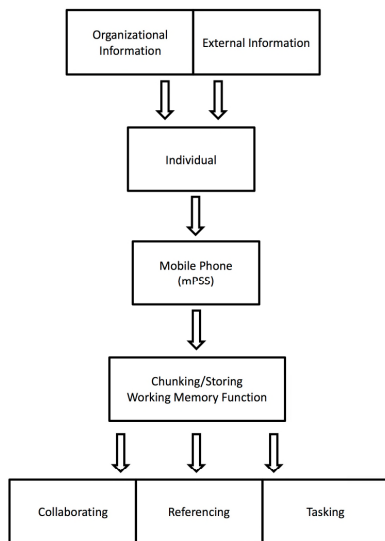 Organizational
Information
External Information
Individual
Mobile Phone
(mPSS)
Chunking/Storing
Working Memory Function
Collaborating
Referencing
Tasking